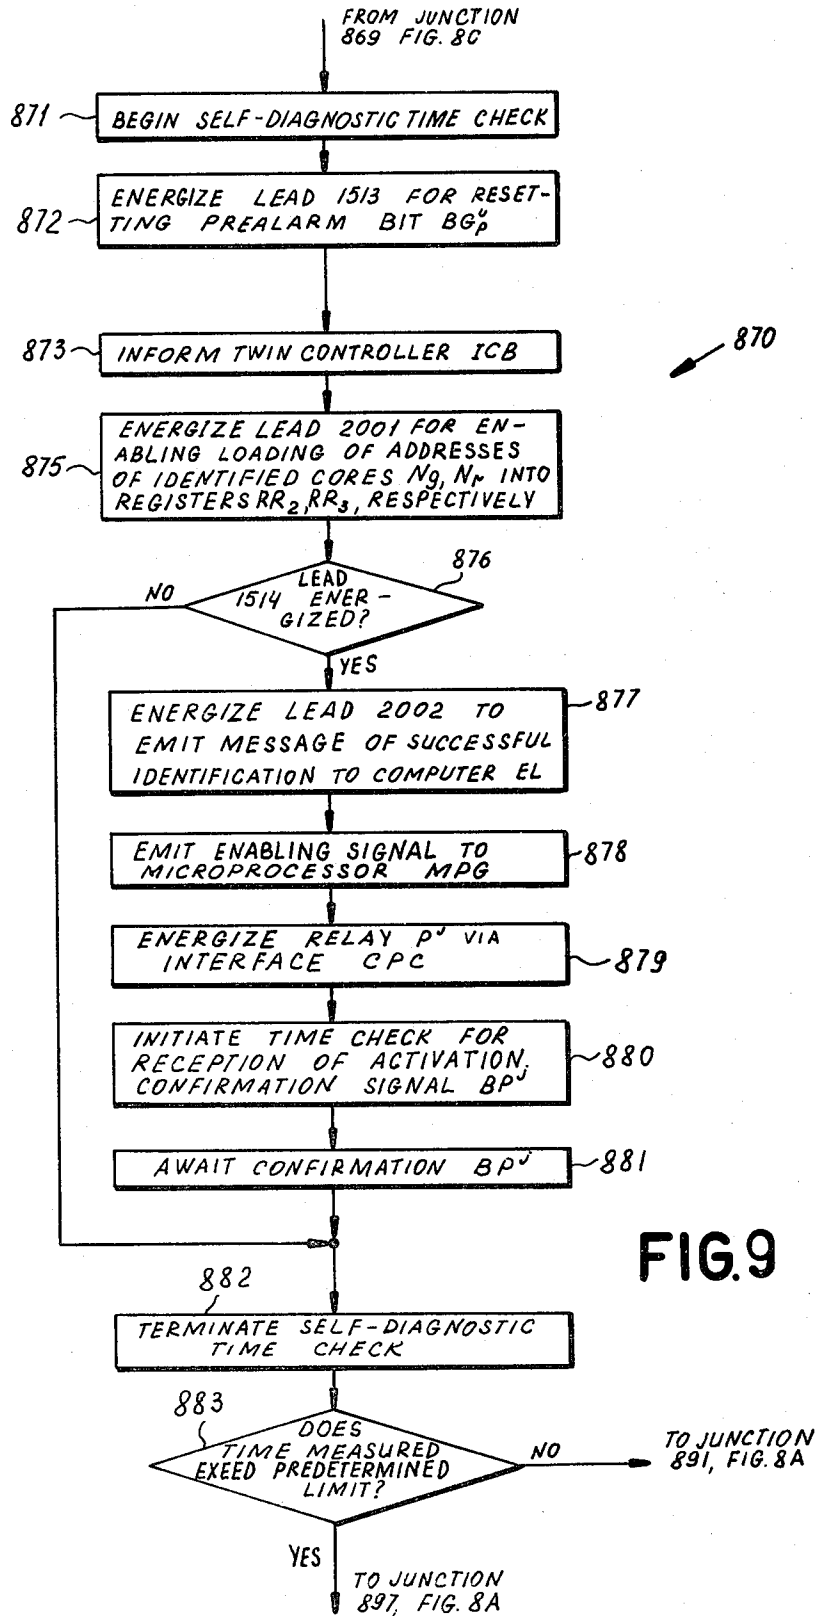 FROM JUNCTION
869 FIG. 8C
871
BEGIN SELF-DIAGNOSTIC TIME CHECK
872
ENERGIZE LEAD 1513 FOR RESET-
TING PREALARM BIT BGᵘₚ
873
INFORM TWIN CONTROLLER ICB
870
875
ENERGIZE LEAD 2001 FOR EN-
ABLING LOADING OF ADDRESSES
OF IDENTIFIED CORES Ng, Nr INTO
REGISTERS RR₂, RR₃, RESPECTIVELY
876
LEAD
1514 ENER-
GIZED?
NO
YES
877
ENERGIZE LEAD 2002 TO
EMIT MESSAGE OF SUCCESSFUL
IDENTIFICATION TO COMPUTER EL
878
EMIT ENABLING SIGNAL TO
MICROPROCESSOR MPG
879
ENERGIZE RELAY Pʲ VIA
INTERFACE CPC
880
INITIATE TIME CHECK FOR
RECEPTION OF ACTIVATION
CONFIRMATION SIGNAL BPʲ
881
AWAIT CONFIRMATION BPʲ
FIG.9
882
TERMINATE SELF-DIAGNOSTIC
TIME CHECK
883
DOES
TIME MEASURED
EXEED PREDETERMINED
LIMIT?
NO
TO JUNCTION
891, FIG. 8A
YES
TO JUNCTION
897, FIG. 8A